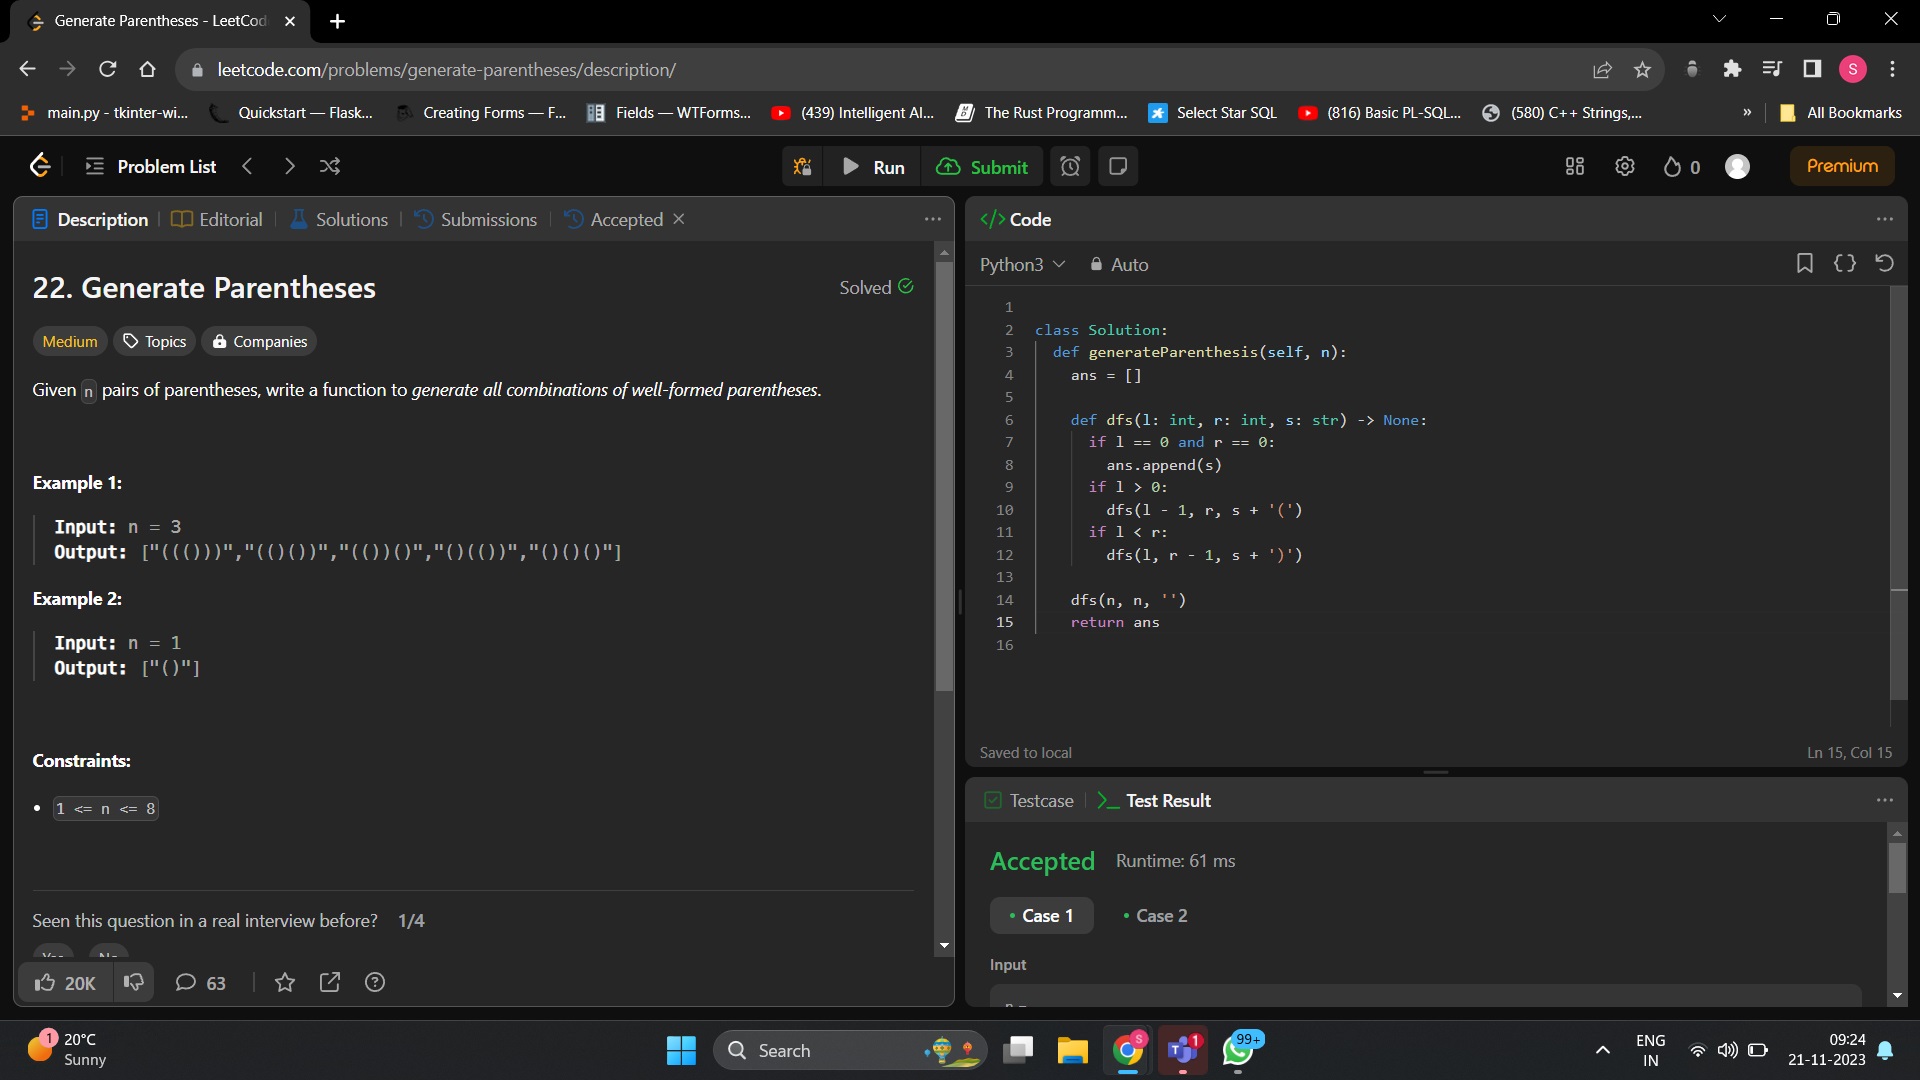 Generate Parentheses - LeetCod
leetcode.com/problems/generate-parentheses/description/
S
main.py - tkinter-wi...
Quickstart — Flask...
Creating Forms — F...
Fields — WTForms...
(439) Intelligent AI...
The Rust Programm...
Select Star SQL
(816) Basic PL-SQL...
(580) C++ Strings,...
»
All Bookmarks
Problem List
Run
Submit
0
Premium
Description
Editorial
Solutions
Submissions
Accepted
22. Generate Parentheses
Solved
Medium
Topics
Companies
Given n pairs of parentheses, write a function to generate all combinations of well-formed parentheses.
Example 1:
Input: n = 3
Output: ["((()))","(()())","(())()","()(())","()()()"]
Example 2:
Input: n = 1
Output: ["()"]
Constraints:
• 1 <= n <= 8
Seen this question in a real interview before? 1/4
Yes
No
20K
63
</> Code
Python3
Auto
1
2 class Solution:
3 def generateParenthesis(self, n):
4 ans = []
5
6 def dfs(l: int, r: int, s: str) -> None:
7 if l == 0 and r == 0:
8 ans.append(s)
9 if l > 0:
10 dfs(l - 1, r, s + '(')
11 if l < r:
12 dfs(l, r - 1, s + ')')
13
14 dfs(n, n, '')
15 return ans
16
Saved to local
Ln 15, Col 15
Testcase
Test Result
Accepted
Runtime: 61 ms
• Case 1
• Case 2
Input
n =
1
20°C
Sunny
Search
S
1
99+
ENG
IN
09:24
21-11-2023